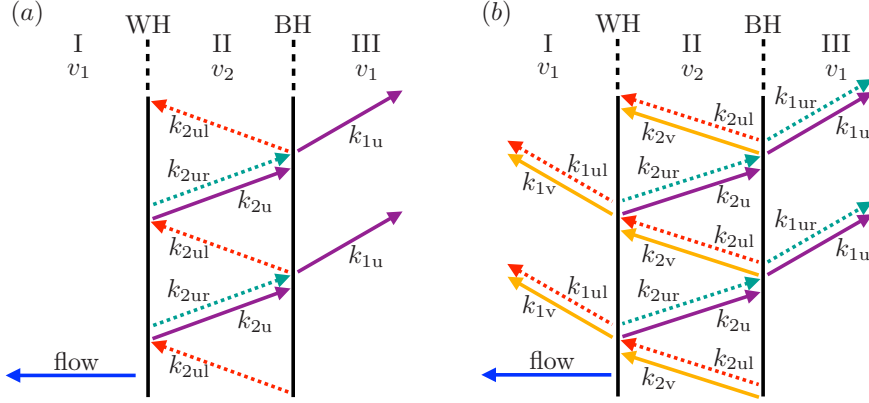 (a)
WH
BH
I
II
III
v1
v2
v1
k2ul
k1u
k2ur
k2u
k2ul
k1u
k2ur
k2u
k2ul
flow
(b)
WH
BH
I
II
III
v1
v2
v1
k1ur
k2ul
k1u
k2v
k1ul
k2ur
k1v
k2u
k2ul
k1ur
k2v
k1u
k1ul
k2ur
k1v
k2u
k2ul
k2v
flow